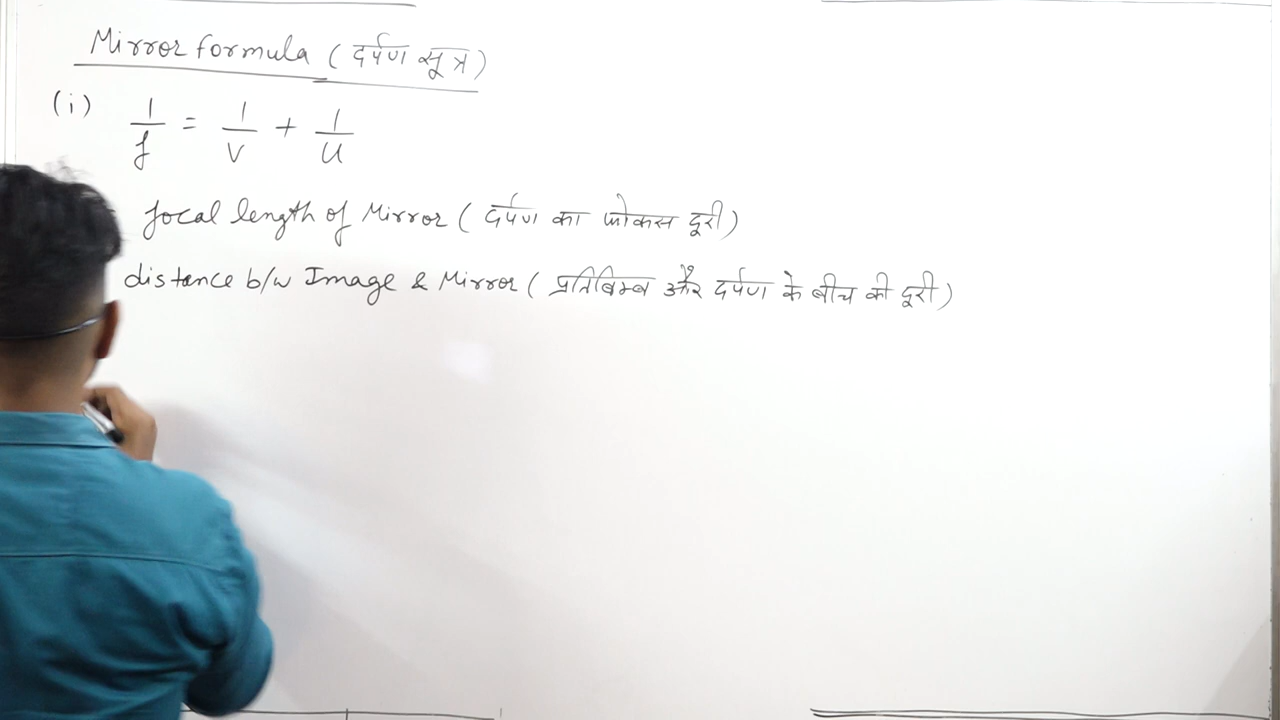 Mirror formula ( दर्पण सूत्र )
(i) 1/f = 1/v + 1/u
focal length of Mirror ( दर्पण का फोकस दूरी )
distance b/w Image & Mirror ( प्रतिबिम्ब और दर्पण के बीच की दूरी )